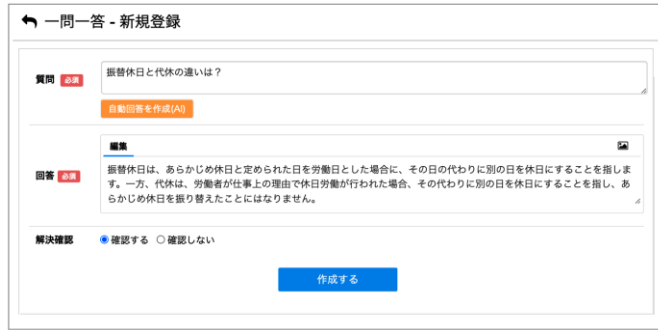 一問一答 - 新規登録
質問 必須
振替休日と代休の違いは？
自動回答を作成(AI)
編集
回答 必須
振替休日は、あらかじめ休日と定められた日を労働日とした場合に、その日の代わりに別の日を休日にすることを指しま
す。一方、代休は、労働者が仕事上の理由で休日労働が行われた場合、その代わりに別の日を休日にすることを指し、あ
らかじめ休日を振り替えたことにはなりません。
解決確認 確認する 確認しない
作成する